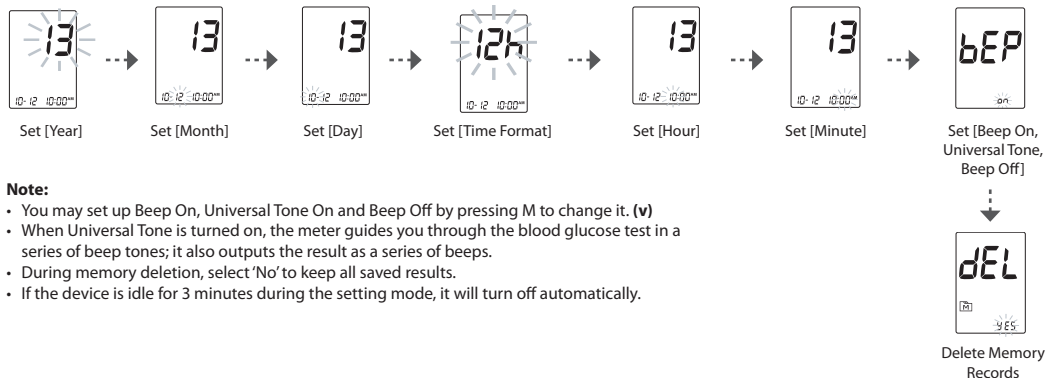 13
10-12 10:00AM
Set [Year]
13
10-12 10:00AM
Set [Month]
13
10-12 10:00AM
Set [Day]
12h
10-12 10:00AM
Set [Time Format]
13
10-12 10:00AM
Set [Hour]
13
10-12 10:00AM
Set [Minute]
bEP
on
Set [Beep On,
Universal Tone,
Beep Off]
Note:
• You may set up Beep On, Universal Tone On and Beep Off by pressing M to change it. (v)
• When Universal Tone is turned on, the meter guides you through the blood glucose test in a
series of beep tones; it also outputs the result as a series of beeps.
• During memory deletion, select ‘No’ to keep all saved results.
• If the device is idle for 3 minutes during the setting mode, it will turn off automatically.
dEL
M
YES
Delete Memory
Records